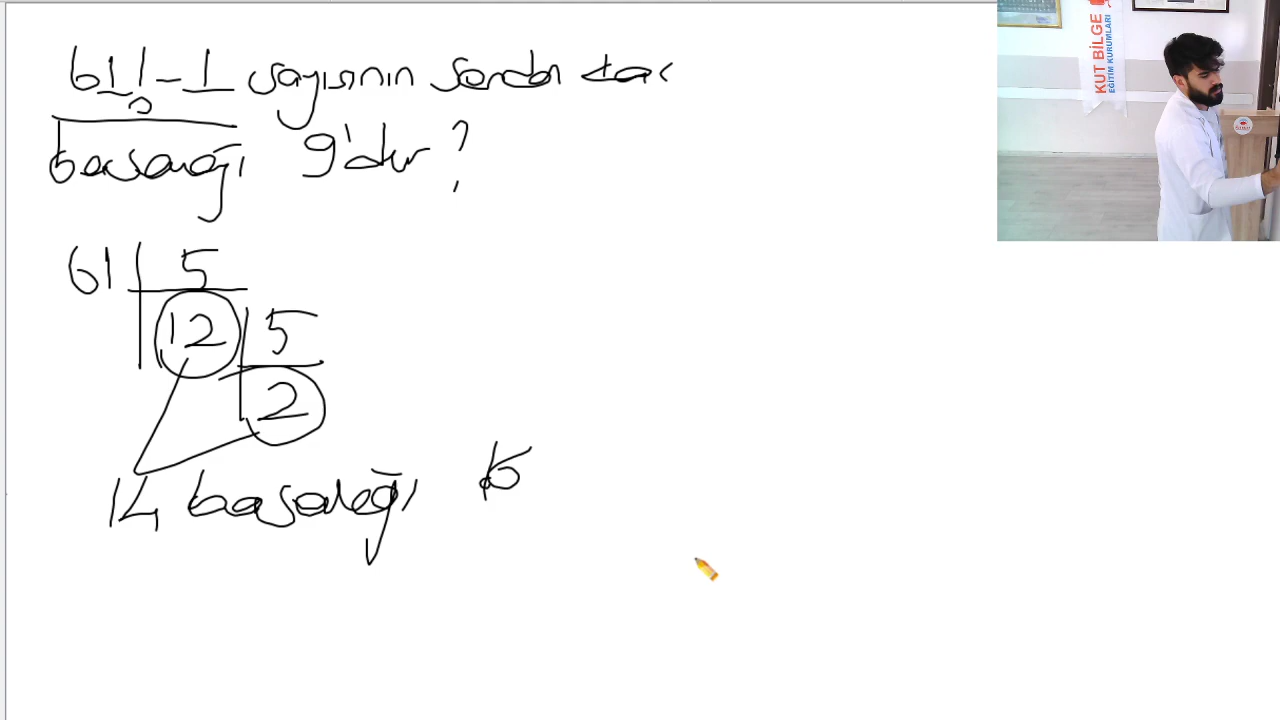 61! - 1 sayısının sondan kaç
basamağı 9'dur ?
61 5
12 5
2
14 basamağı
KUT BİLGE
EĞİTİM KURUMLARI